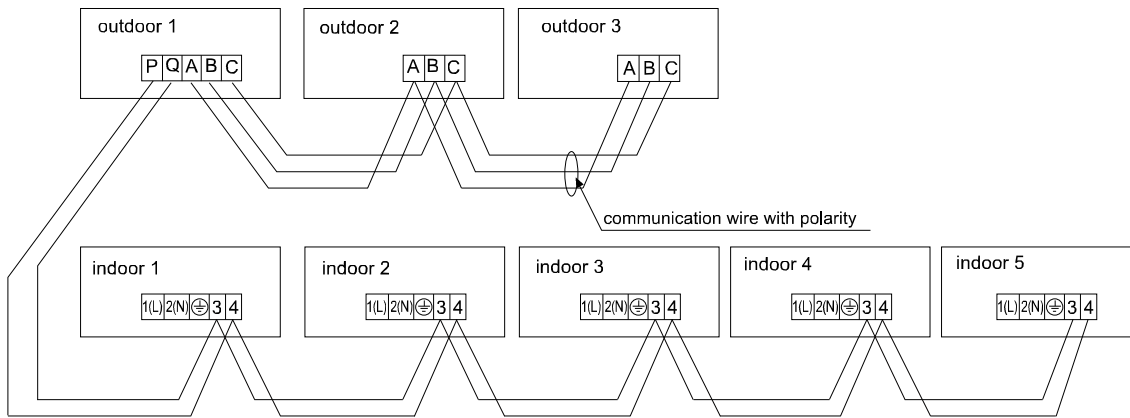 outdoor 1
outdoor 2
outdoor 3
P Q A B C
A B C
A B C
communication wire with polarity
indoor 1
indoor 2
indoor 3
indoor 4
indoor 5
1(L) 2(N) ⏚ 3 4
1(L) 2(N) ⏚ 3 4
1(L) 2(N) ⏚ 3 4
1(L) 2(N) ⏚ 3 4
1(L) 2(N) ⏚ 3 4